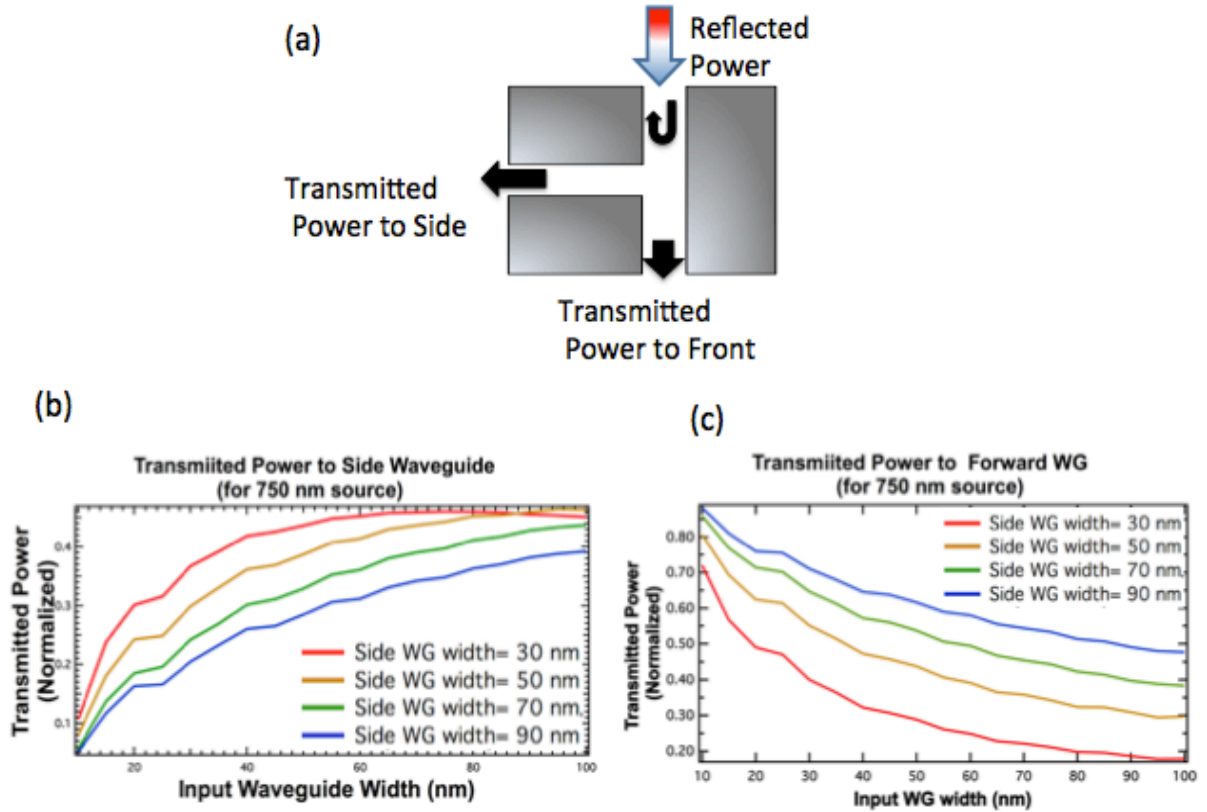 (a)
Reflected
Power
Transmitted
Power to Side
Transmitted
Power to Front
(b)
Transmiited Power to Side Waveguide
(for 750 nm source)
Transmitted Power
(Normalized)
0.4
0.3
0.2
0.1
Side WG width= 30 nm
Side WG width= 50 nm
Side WG width= 70 nm
Side WG width= 90 nm
20
40
60
80
100
Input Waveguide Width (nm)
(c)
Transmiited Power to Forward WG
(for 750 nm source)
Transmitted Power
(Normalized)
0.80
0.70
0.60
0.50
0.40
0.30
0.20
Side WG width= 30 nm
Side WG width= 50 nm
Side WG width= 70 nm
Side WG width= 90 nm
10
20
30
40
50
60
70
80
90
100
Input WG width (nm)